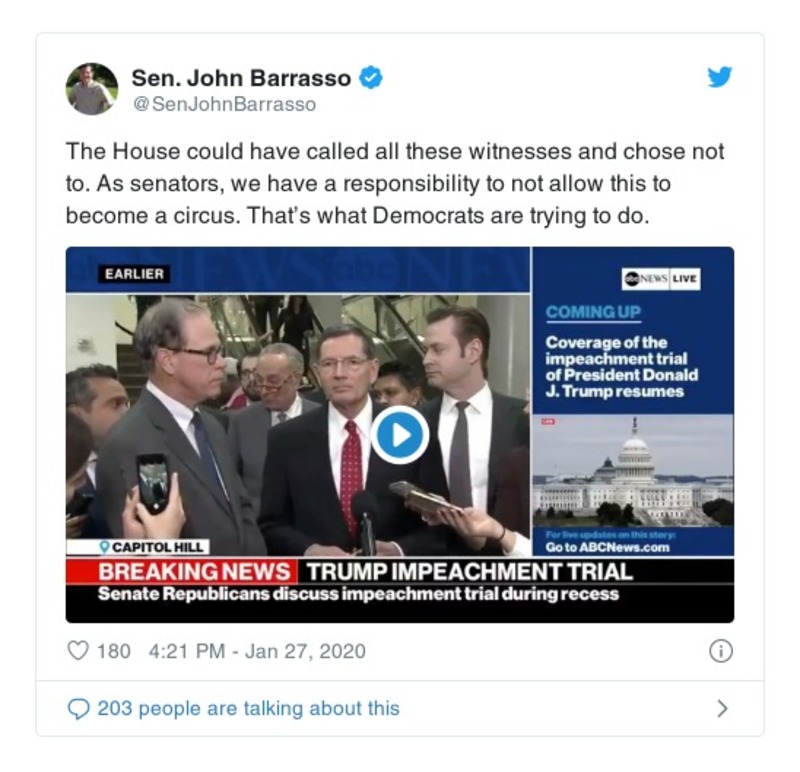 Sen. John Barrasso
@SenJohnBarrasso
The House could have called all these witnesses and chose not
to. As senators, we have a responsibility to not allow this to
become a circus. That's what Democrats are trying to do.
EARLIER
abc NEWS LIVE
COMING UP
Coverage of the
impeachment trial
of President Donald
J. Trump resumes
LIVE
For live updates on this story:
Go to ABCNews.com
CAPITOL HILL
BREAKING NEWS TRUMP IMPEACHMENT TRIAL
Senate Republicans discuss impeachment trial during recess
180 4:21 PM - Jan 27, 2020
203 people are talking about this